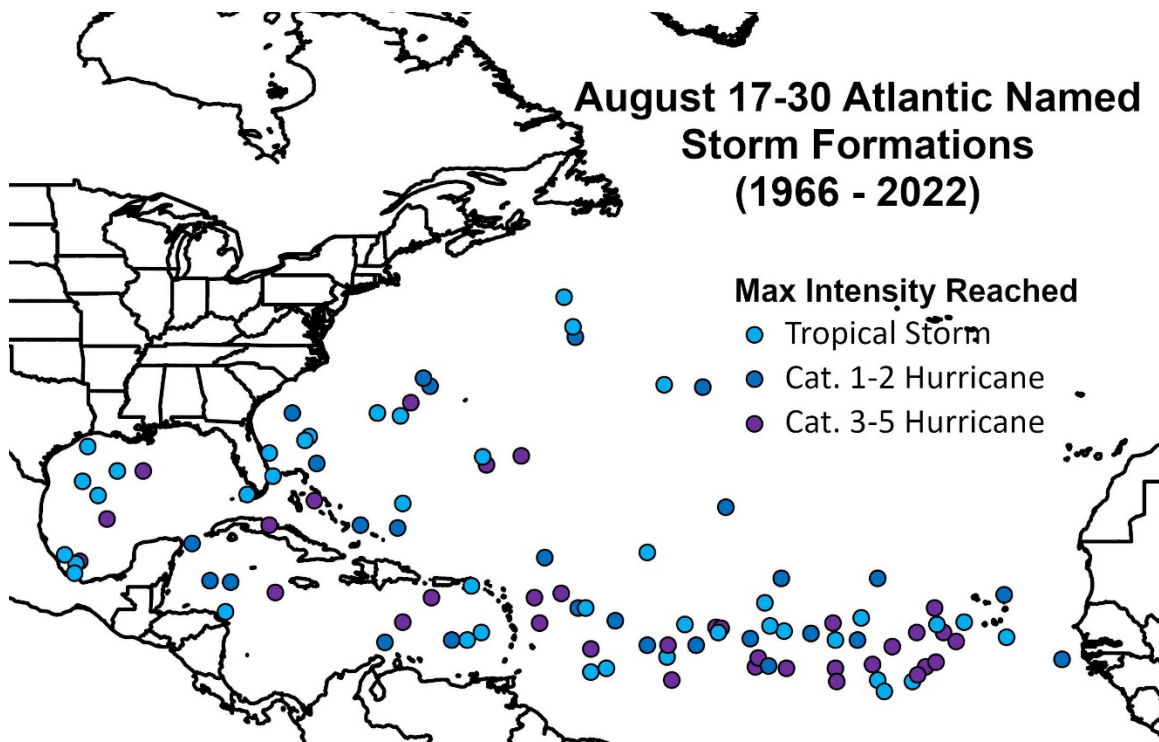 August 17-30 Atlantic Named
Storm Formations
(1966 - 2022)
Max Intensity Reached
Tropical Storm
Cat. 1-2 Hurricane
Cat. 3-5 Hurricane